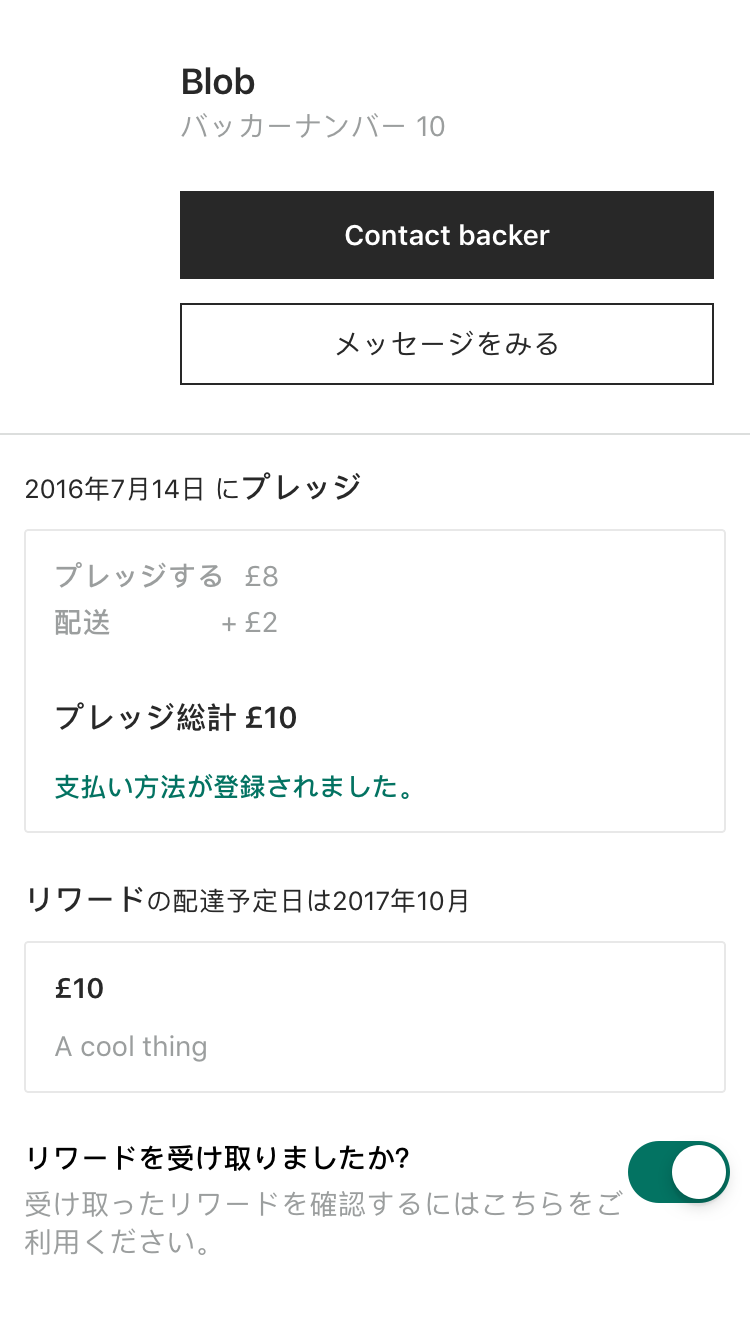 Blob
バッカーナンバー 10
Contact backer
メッセージをみる
2016年7月14日 にプレッジ
プレッジする £8
配送 + £2
プレッジ総計 £10
支払い方法が登録されました。
リワードの配達予定日は2017年10月
£10
A cool thing
リワードを受け取りましたか?
受け取ったリワードを確認するにはこちらをご
利用ください。